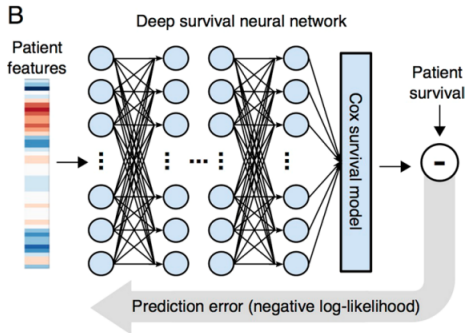 B
Deep survival neural network
Patient
features
Patient
survival
Cox survival
model
-
Prediction error (negative log-likelihood)